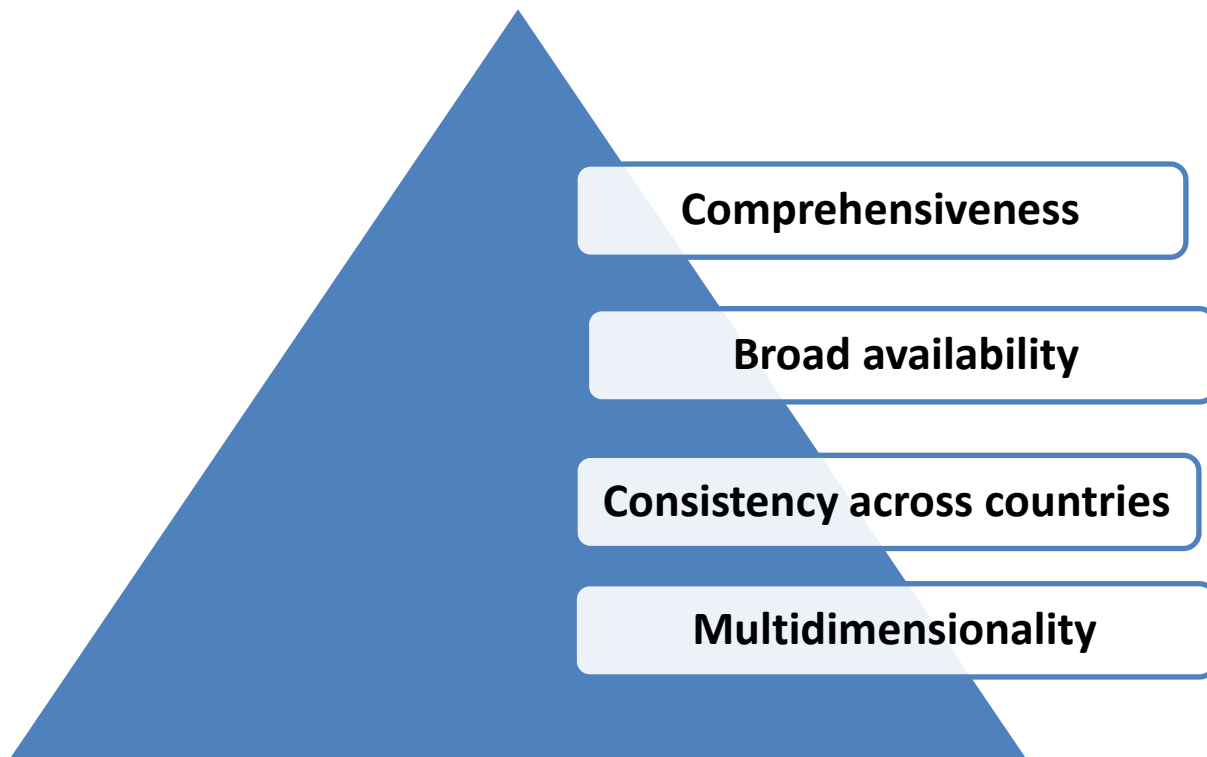 Comprehensiveness
Broad availability
Consistency across countries
Multidimensionality